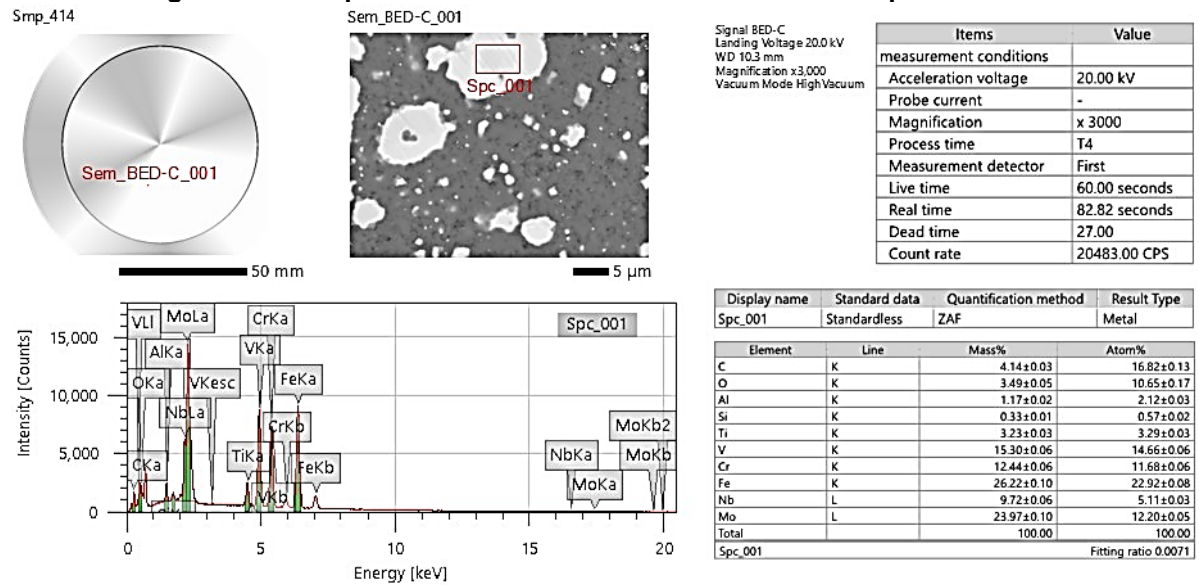 Smp_414
Sem_BED-C_001
Sem_BED-C_001
50 mm
Spc_001
5 µm
Signal BED-C
Landing Voltage 20.0 kV
WD 10.3 mm
Magnification x3,000
Vacuum Mode HighVacuum
Items Value
measurement conditions
Acceleration voltage 20.00 kV
Probe current -
Magnification x 3000
Process time T4
Measurement detector First
Live time 60.00 seconds
Real time 82.82 seconds
Dead time 27.00
Count rate 20483.00 CPS
Intensity [Counts]
15,000
10,000
5,000
0
VLl
MoLa
CrKa
AlKa
VKa
OKa
VKesc
FeKa
NbLa
CrKb
CKa
TiKa
VKb
FeKb
Spc_001
MoKb2
NbKa
MoKb
MoKa
0 5 10 15 20
Energy [keV]
Display name Standard data Quantification method Result Type
Spc_001 Standardless ZAF Metal
Element Line Mass% Atom%
C K 4.14±0.03 16.82±0.13
O K 3.49±0.05 10.65±0.17
Al K 1.17±0.02 2.12±0.03
Si K 0.33±0.01 0.57±0.02
Ti K 3.23±0.03 3.29±0.03
V K 15.30±0.06 14.66±0.06
Cr K 12.44±0.06 11.68±0.06
Fe K 26.22±0.10 22.92±0.08
Nb L 9.72±0.06 5.11±0.03
Mo L 23.97±0.10 12.20±0.05
Total 100.00 100.00
Spc_001 Fitting ratio 0.0071